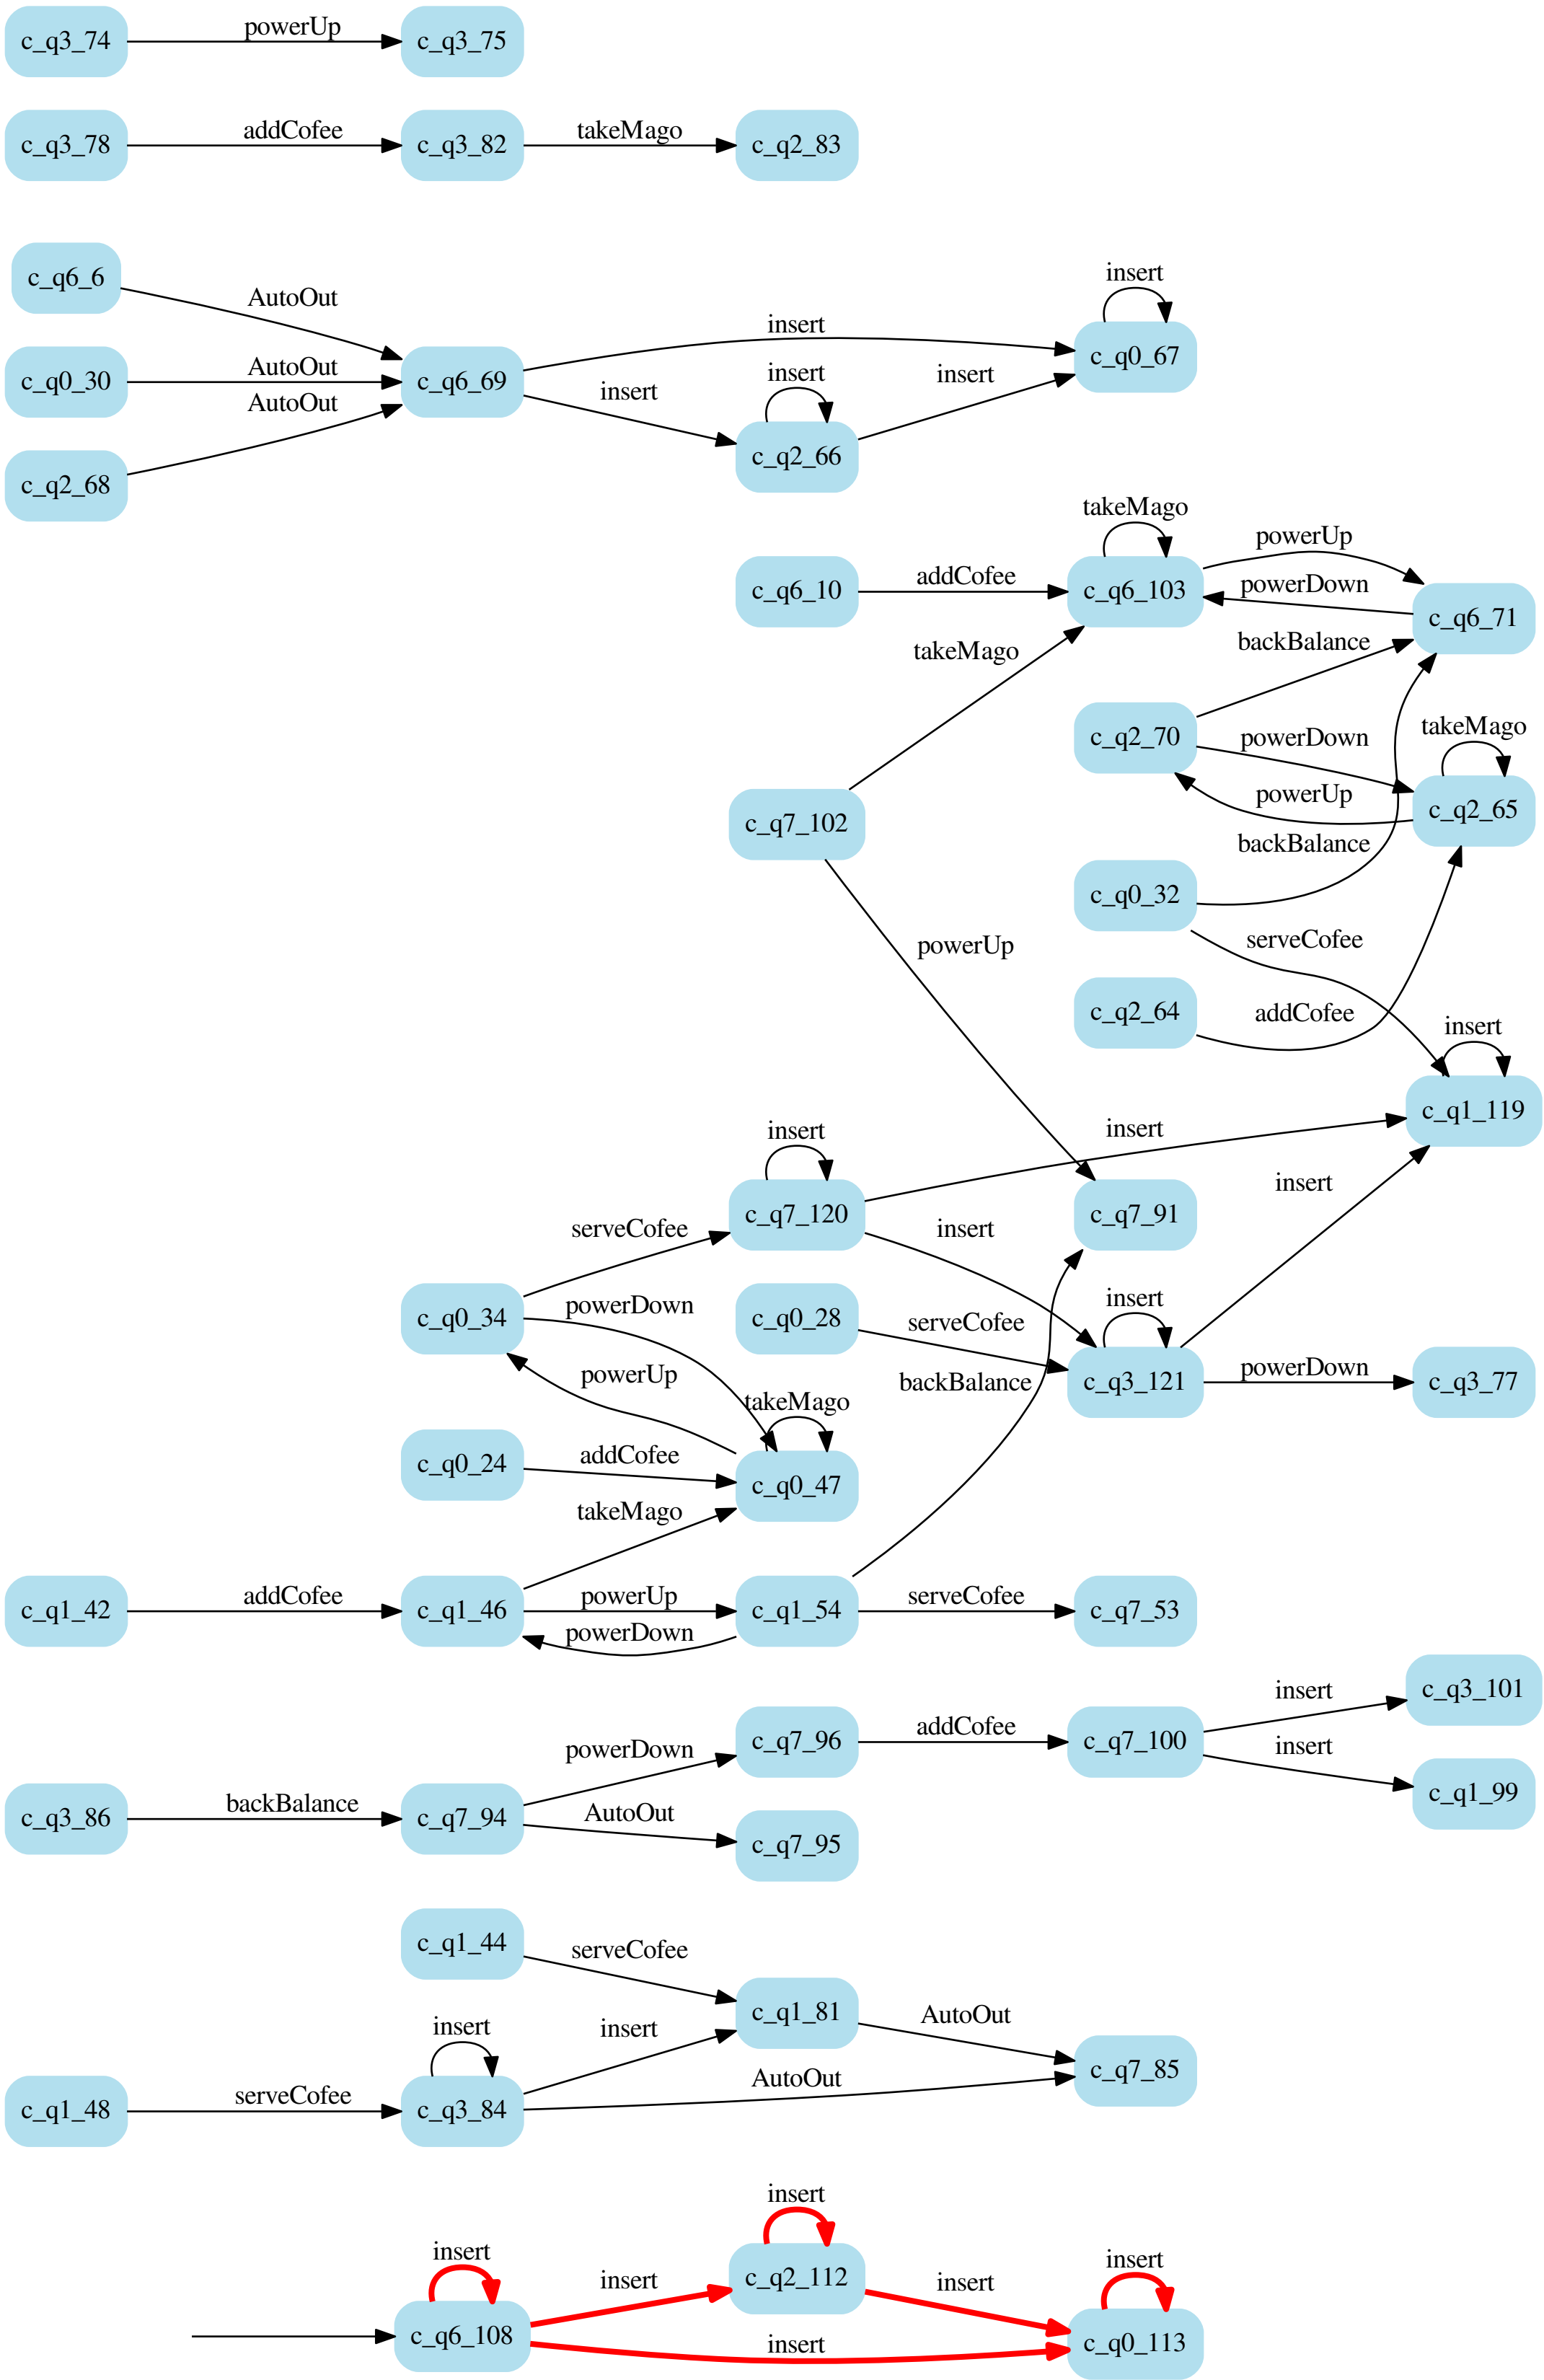 c_q3_74
powerUp
c_q3_75
c_q3_78
addCofee
c_q3_82
takeMago
c_q2_83
c_q6_6
AutoOut
c_q0_30
AutoOut
c_q2_68
AutoOut
c_q6_69
insert
insert
insert
c_q2_66
insert
insert
c_q0_67
c_q6_10
addCofee
takeMago
c_q6_103
powerUp
powerDown
c_q6_71
takeMago
backBalance
c_q2_70
powerDown
takeMago
powerUp
c_q2_65
c_q7_102
backBalance
c_q0_32
powerUp
serveCofee
c_q2_64
addCofee
insert
c_q1_119
insert
insert
c_q7_120
insert
c_q7_91
insert
serveCofee
c_q0_34
powerDown
c_q0_28
serveCofee
insert
c_q3_121
powerDown
c_q3_77
powerUp
backBalance
takeMago
c_q0_24
addCofee
c_q0_47
takeMago
c_q1_42
addCofee
c_q1_46
powerUp
powerDown
c_q1_54
serveCofee
c_q7_53
c_q3_86
backBalance
c_q7_94
powerDown
AutoOut
c_q7_96
c_q7_95
addCofee
c_q7_100
insert
insert
c_q3_101
c_q1_99
c_q1_44
serveCofee
c_q1_81
AutoOut
insert
insert
c_q1_48
serveCofee
c_q3_84
AutoOut
c_q7_85
insert
insert
c_q6_108
insert
insert
c_q2_112
insert
insert
c_q0_113